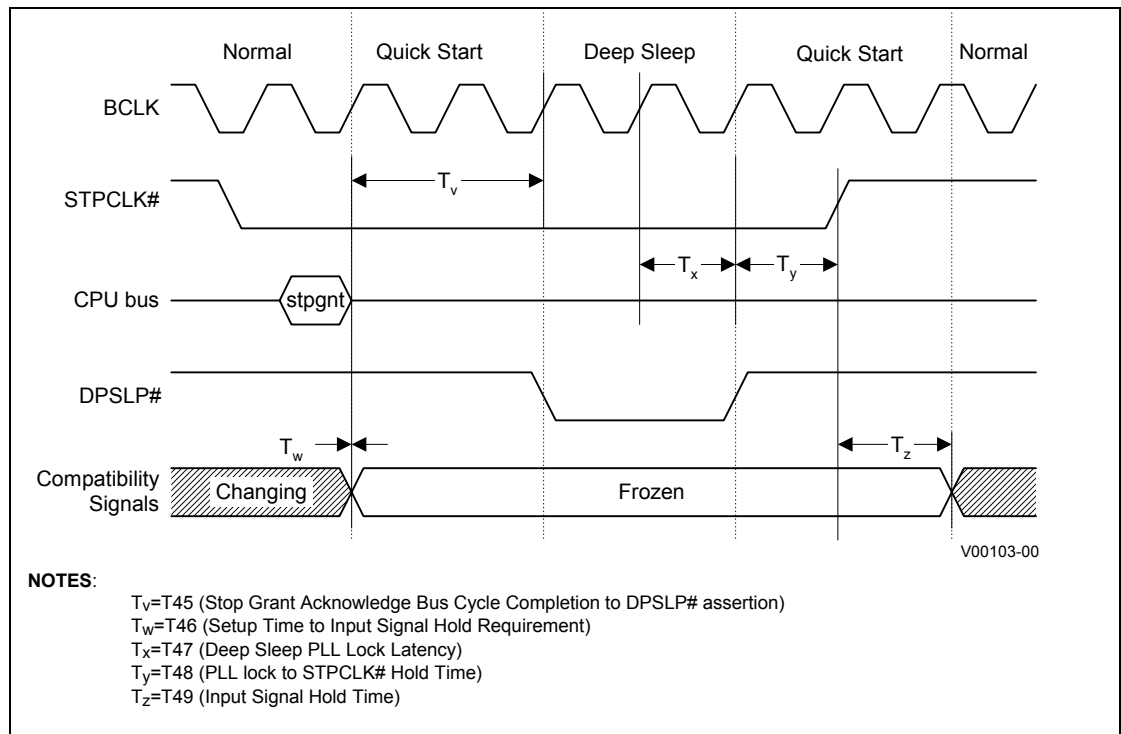 Normal Quick Start Deep Sleep Quick Start Normal
BCLK
STPCLK#
Tv
Tx Ty
CPU bus
stpgnt
DPSLP#
Tw
Tz
Compatibility
Signals
Changing
Frozen
V00103-00
NOTES:
Tv=T45 (Stop Grant Acknowledge Bus Cycle Completion to DPSLP# assertion)
Tw=T46 (Setup Time to Input Signal Hold Requirement)
Tx=T47 (Deep Sleep PLL Lock Latency)
Ty=T48 (PLL lock to STPCLK# Hold Time)
Tz=T49 (Input Signal Hold Time)